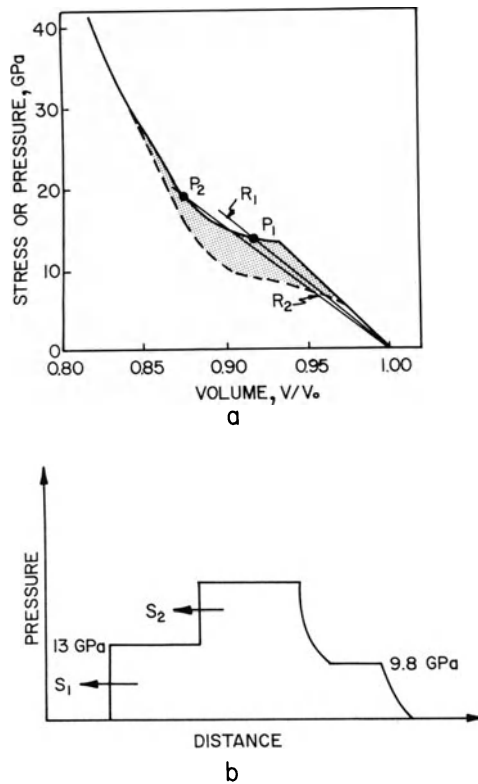 STRESS OR PRESSURE, GPa
40
30
20
10
0
P₂
R₁
P₁
R₂
0.80
0.85
0.90
0.95
1.00
VOLUME, V/V₀
a
PRESSURE
S₂
13 GPa
S₁
9.8 GPa
DISTANCE
b